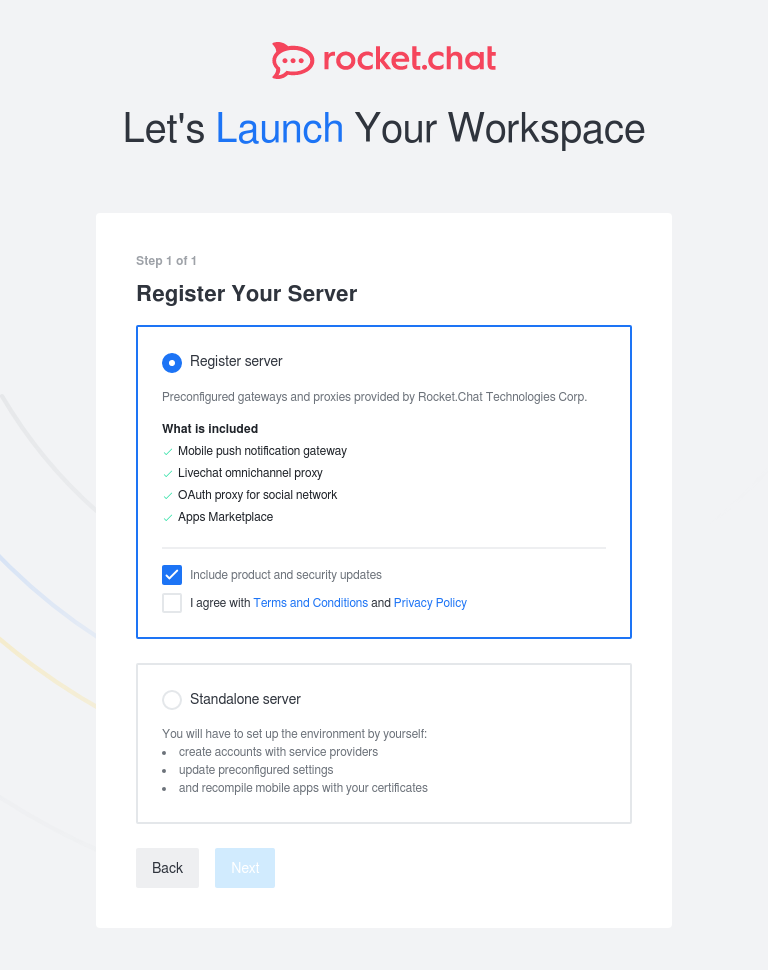 rocket.chat
Let's Launch Your Workspace
Step 1 of 1
Register Your Server
Register server
Preconfigured gateways and proxies provided by Rocket.Chat Technologies Corp.
What is included
Mobile push notification gateway
Livechat omnichannel proxy
OAuth proxy for social network
Apps Marketplace
Include product and security updates
I agree with Terms and Conditions and Privacy Policy
Standalone server
You will have to set up the environment by yourself:
create accounts with service providers
update preconfigured settings
and recompile mobile apps with your certificates
Back Next